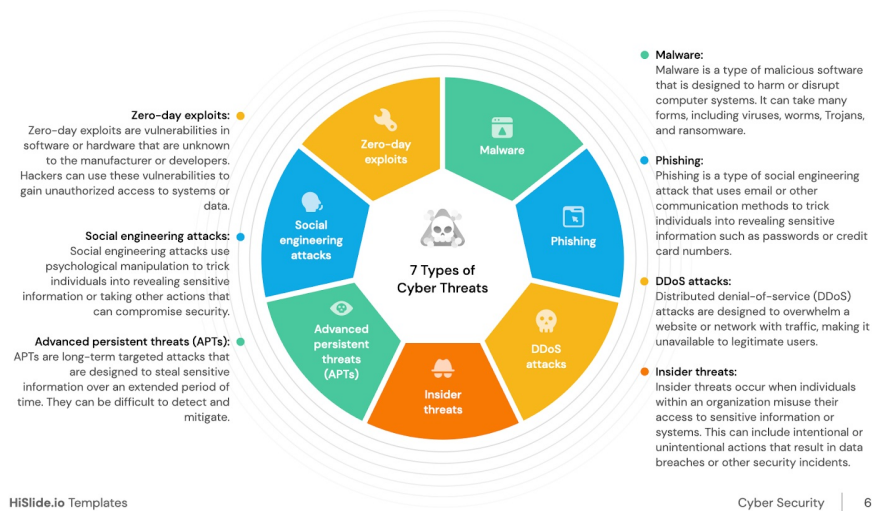 Zero-day exploits:
Zero-day exploits are vulnerabilities in
software or hardware that are unknown
to the manufacturer or developers.
Hackers can use these vulnerabilities to
gain unauthorized access to systems or
data.
Social engineering attacks:
Social engineering attacks use
psychological manipulation to trick
individuals into revealing sensitive
information or taking other actions that
can compromise security.
Advanced persistent threats (APTs):
APTs are long-term targeted attacks that
are designed to steal sensitive
information over an extended period of
time. They can be difficult to detect and
mitigate.
Zero-day
exploits
Malware
Social
engineering
attacks
Phishing
7 Types of
Cyber Threats
Advanced
persistent
threats
(APTs)
DDoS
attacks
Insider
threats
Malware:
Malware is a type of malicious software
that is designed to harm or disrupt
computer systems. It can take many
forms, including viruses, worms, Trojans,
and ransomware.
Phishing:
Phishing is a type of social engineering
attack that uses email or other
communication methods to trick
individuals into revealing sensitive
information such as passwords or credit
card numbers.
DDoS attacks:
Distributed denial-of-service (DDoS)
attacks are designed to overwhelm a
website or network with traffic, making it
unavailable to legitimate users.
Insider threats:
Insider threats occur when individuals
within an organization misuse their
access to sensitive information or
systems. This can include intentional or
unintentional actions that result in data
breaches or other security incidents.
HiSlide.io Templates
Cyber Security
6